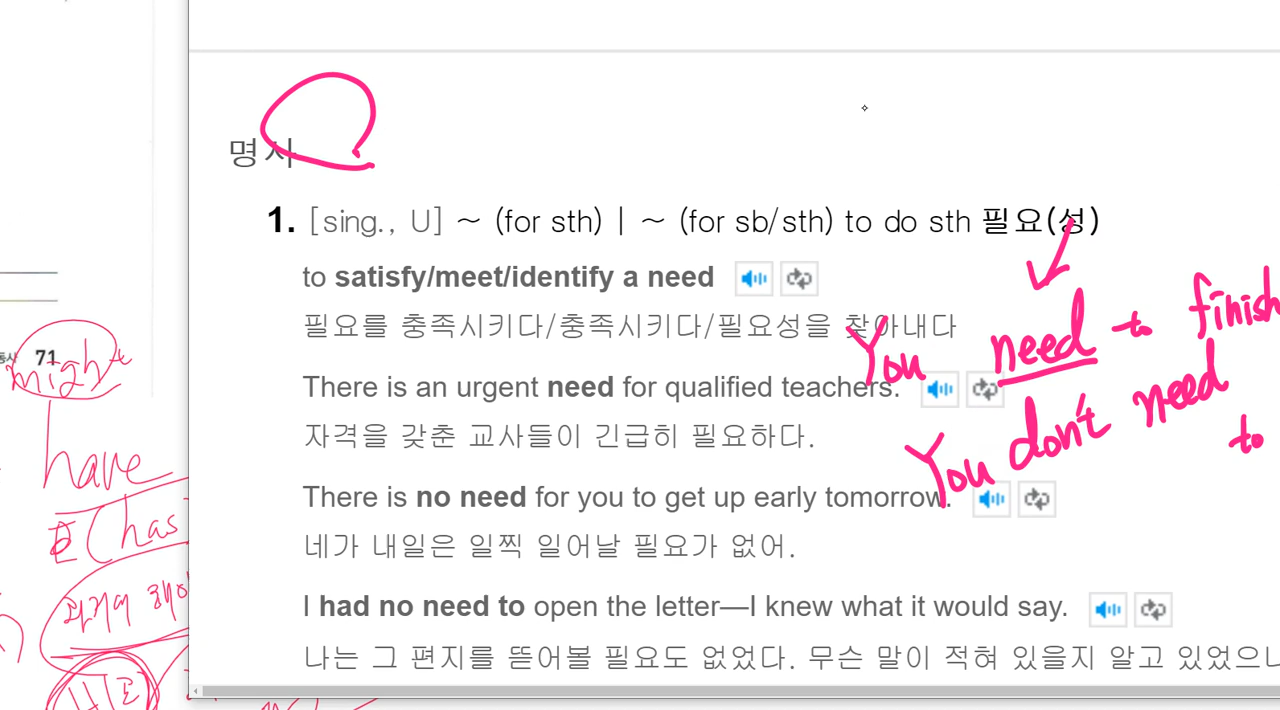 명사
1. [sing., U] ~ (for sth) | ~ (for sb/sth) to do sth 필요(성)
to satisfy/meet/identify a need
필요를 충족시키다/충족시키다/필요성을 찾아내다
There is an urgent need for qualified teachers.
자격을 갖춘 교사들이 긴급히 필요하다.
There is no need for you to get up early tomorrow.
네가 내일은 일찍 일어날 필요가 없어.
I had no need to open the letter—I knew what it would say.
나는 그 편지를 뜯어볼 필요도 없었다. 무슨 말이 적혀 있을지 알고 있었으니
You need to finish
You don't need to
71
might
have
(has
과거에